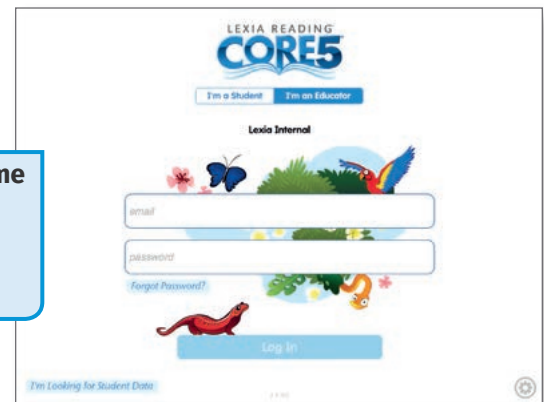 LEXIA READING
CORE5
I'm a Student I'm an Educator
Lexia Internal
me
email
password
Forgot Password?
Log In
I'm Looking for Student Data